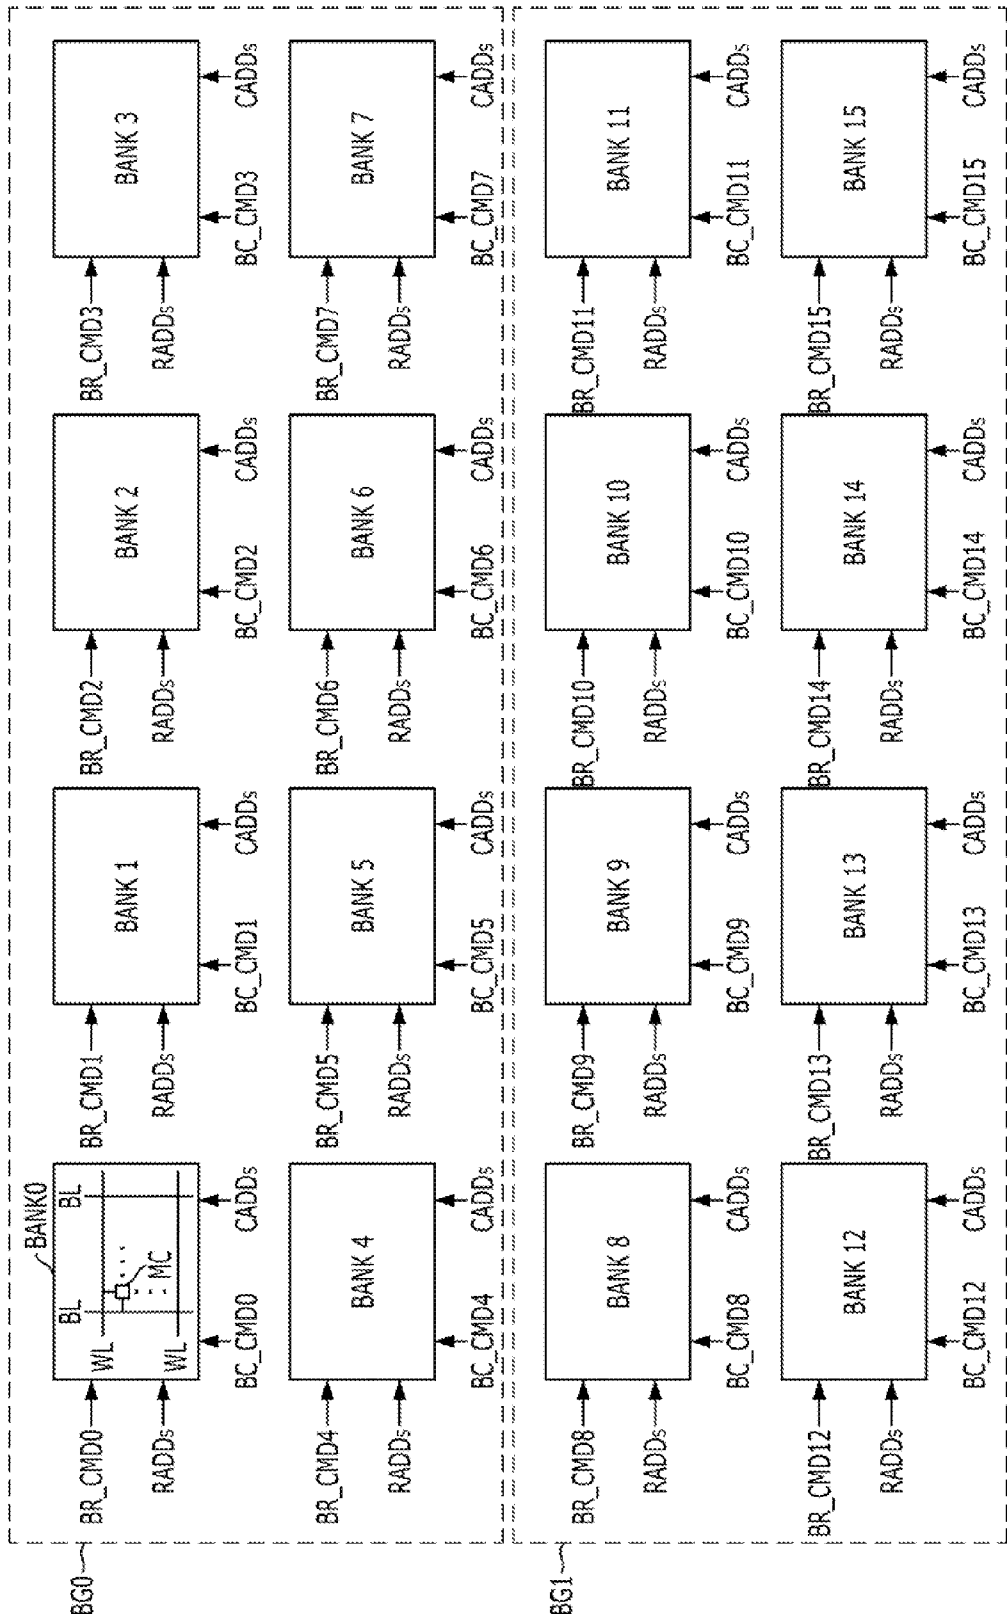 BG0
BANK0
BL
BL
WL
MC
WL
BR_CMD0
RADDs
BC_CMD0
CADDs
BANK 1
BR_CMD1
RADDs
BC_CMD1
CADDs
BANK 2
BR_CMD2
RADDs
BC_CMD2
CADDs
BANK 3
BR_CMD3
RADDs
BC_CMD3
CADDs
BANK 4
BR_CMD4
RADDs
BC_CMD4
CADDs
BANK 5
BR_CMD5
RADDs
BC_CMD5
CADDs
BANK 6
BR_CMD6
RADDs
BC_CMD6
CADDs
BANK 7
BR_CMD7
RADDs
BC_CMD7
CADDs
BG1
BANK 8
BR_CMD8
RADDs
BC_CMD8
CADDs
BANK 9
BR_CMD9
RADDs
BC_CMD9
CADDs
BANK 10
BR_CMD10
RADDs
BC_CMD10
CADDs
BANK 11
BR_CMD11
RADDs
BC_CMD11
CADDs
BANK 12
BR_CMD12
RADDs
BC_CMD12
CADDs
BANK 13
BR_CMD13
RADDs
BC_CMD13
CADDs
BANK 14
BR_CMD14
RADDs
BC_CMD14
CADDs
BANK 15
BR_CMD15
RADDs
BC_CMD15
CADDs